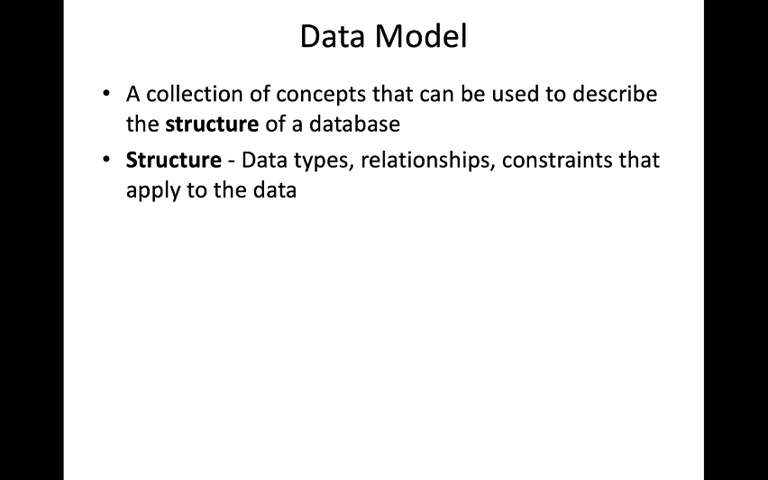 Data Model
• A collection of concepts that can be used to describe
the structure of a database
• Structure - Data types, relationships, constraints that
apply to the data